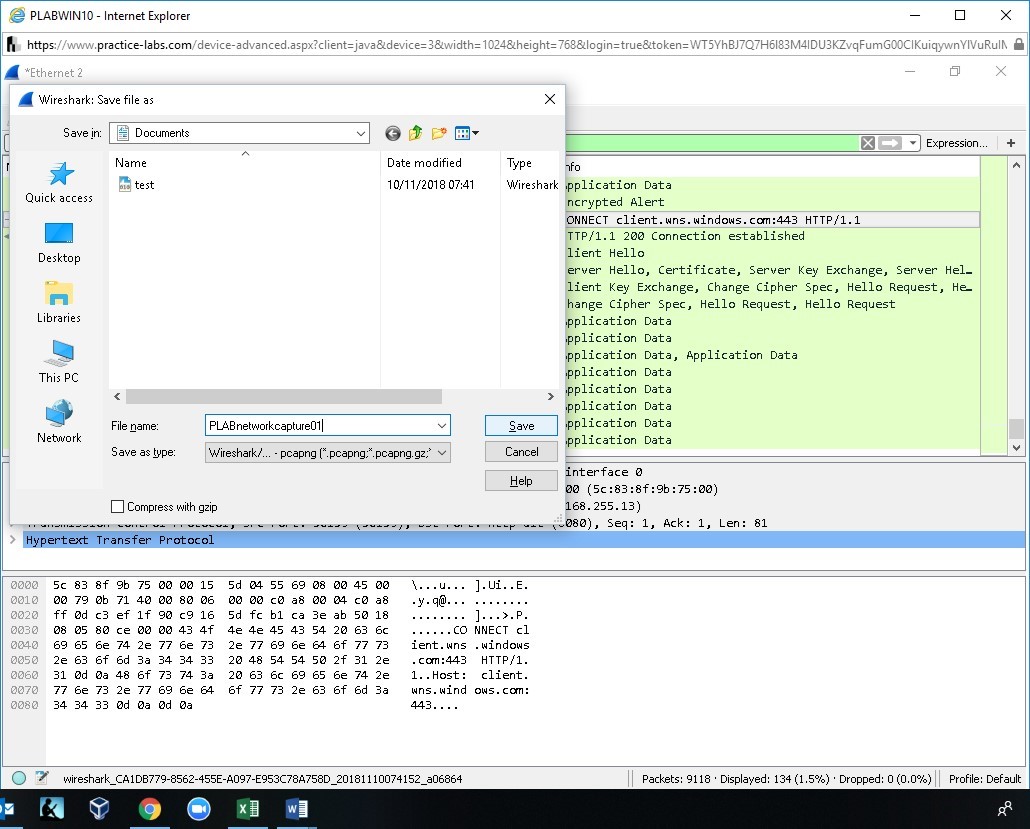 PLABWIN10 - Internet Explorer
https://www.practice-labs.com/device-advanced.aspx?client=java&device=3&width=1024&height=768&login=true&token=WT5YhBJ7Q7H6I83M4IDU3KZvqFumG00CIKuiqywnYIVuRuIN
*Ethernet 2
Wireshark: Save file as
Save in: Documents
Expression... +
Name Date modified Type
test 10/11/2018 07:41 Wireshark
Quick access
Desktop
Libraries
This PC
Network
File name: PLABnetworkcapture01 Save
Save as type: Wireshark/... - pcapng (*.pcapng;*.pcapng.gz;* Cancel
Help
Compress with gzip
nfo
pplication Data
ncrypted Alert
ONNECT client.wns.windows.com:443 HTTP/1.1
TTP/1.1 200 Connection established
lient Hello
erver Hello, Certificate, Server Key Exchange, Server Hel…
lient Key Exchange, Change Cipher Spec, Hello Request, He…
hange Cipher Spec, Hello Request, Hello Request
pplication Data
pplication Data
pplication Data, Application Data
pplication Data
pplication Data
pplication Data
pplication Data
pplication Data
interface 0
00 (5c:83:8f:9b:75:00)
168.255.13)
Transmission Control Protocol, Src Port: (8080), Seq: 1, Ack: 1, Len: 81
Hypertext Transfer Protocol
0000 5c 83 8f 9b 75 00 00 15 5d 04 55 69 08 00 45 00 \...u... ].Ui..E.
0010 00 79 0b 71 40 00 80 06 00 00 c0 a8 00 04 c0 a8 .y.q@... ........
0020 ff 0d c3 ef 1f 90 c9 16 5d fc b1 ca 3e ab 50 18 ........ ]...>.P.
0030 08 05 80 ce 00 00 43 4f 4e 4e 45 43 54 20 63 6c ......CO NNECT cl
0040 69 65 6e 74 2e 77 6e 73 2e 77 69 6e 64 6f 77 73 ient.wns .windows
0050 2e 63 6f 6d 3a 34 34 33 20 48 54 54 50 2f 31 2e .com:443 HTTP/1.
0060 31 0d 0a 48 6f 73 74 3a 20 63 6c 69 65 6e 74 2e 1..Host: client.
0070 77 6e 73 2e 77 69 6e 64 6f 77 73 2e 63 6f 6d 3a wns.wind ows.com:
0080 34 34 33 0d 0a 0d 0a 443....
wireshark_CA1DB779-8562-455E-A097-E953C78A758D_20181110074152_a06864
Packets: 9118 · Displayed: 134 (1.5%) · Dropped: 0 (0.0%)
Profile: Default